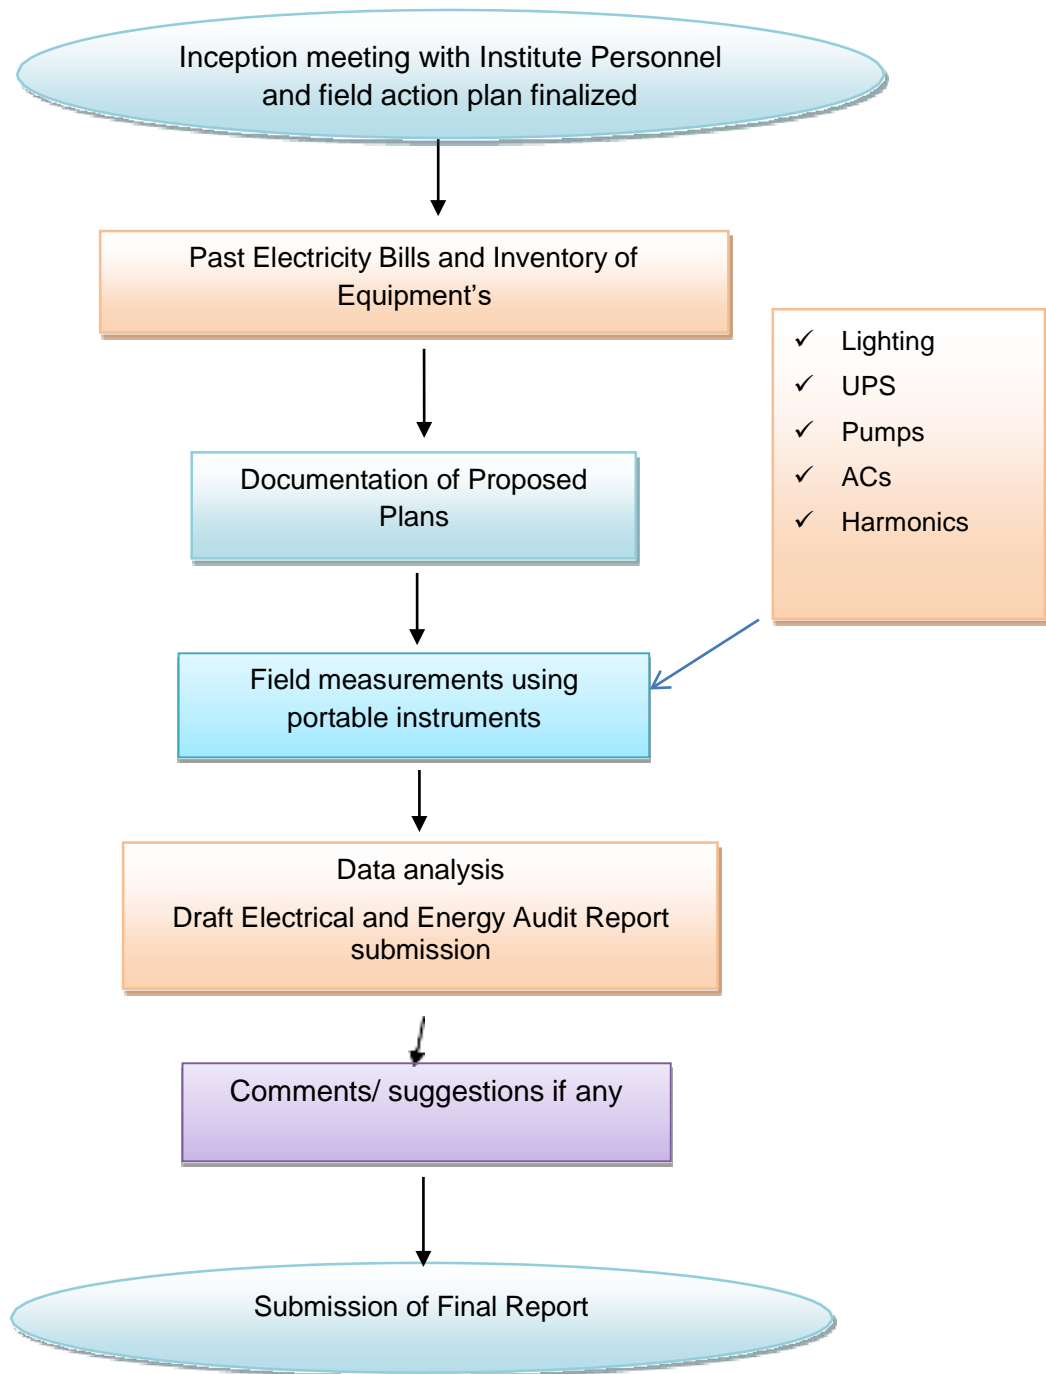 Inception meeting with Institute Personnel
and field action plan finalized
Past Electricity Bills and Inventory of
Equipment’s
✓ Lighting
✓ UPS
✓ Pumps
✓ ACs
✓ Harmonics
Documentation of Proposed
Plans
Field measurements using
portable instruments
Data analysis
Draft Electrical and Energy Audit Report
submission
Comments/ suggestions if any
Submission of Final Report